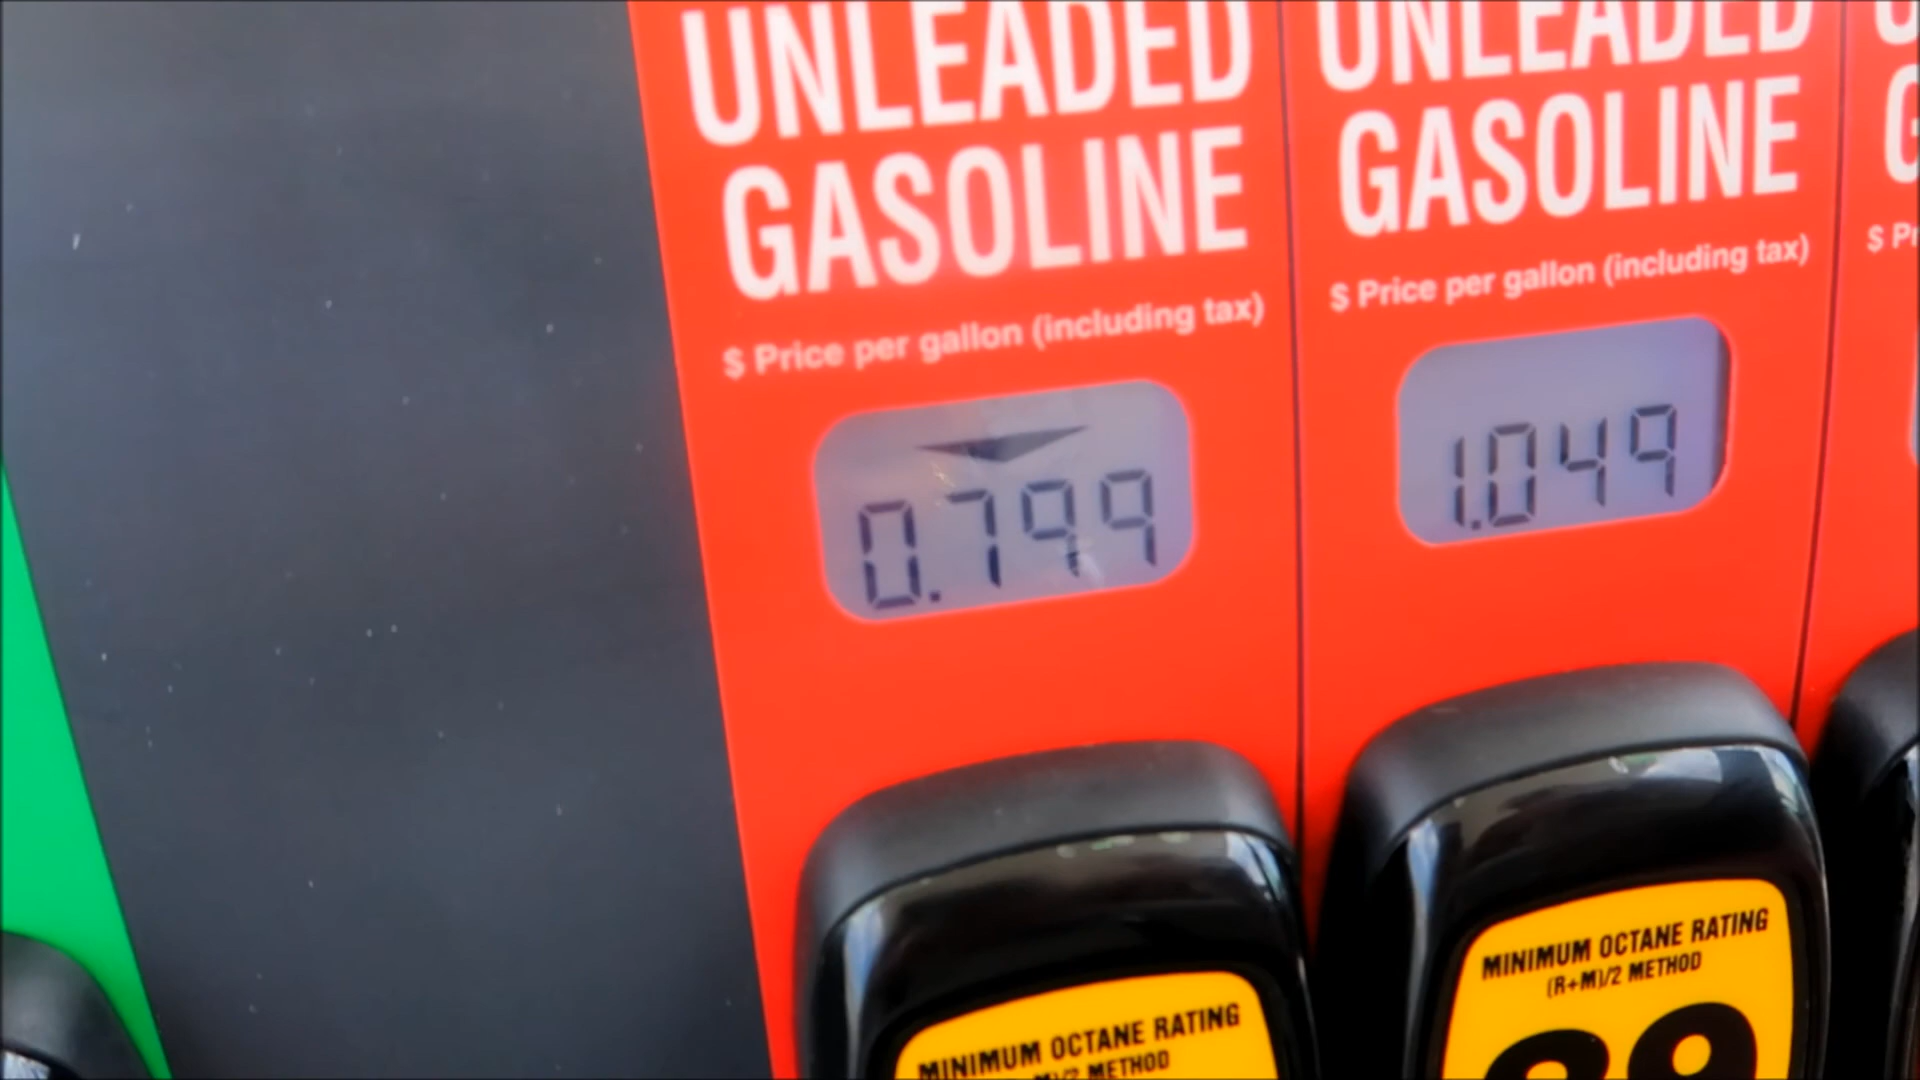 UNLEADED
GASOLINE
$ Price per gallon (including tax)
0.799
MINIMUM OCTANE RATING
METHOD
UNLEADED
GASOLINE
$ Price per gallon (including tax)
1.049
MINIMUM OCTANE RATING
(R+M)/2 METHOD
89
$